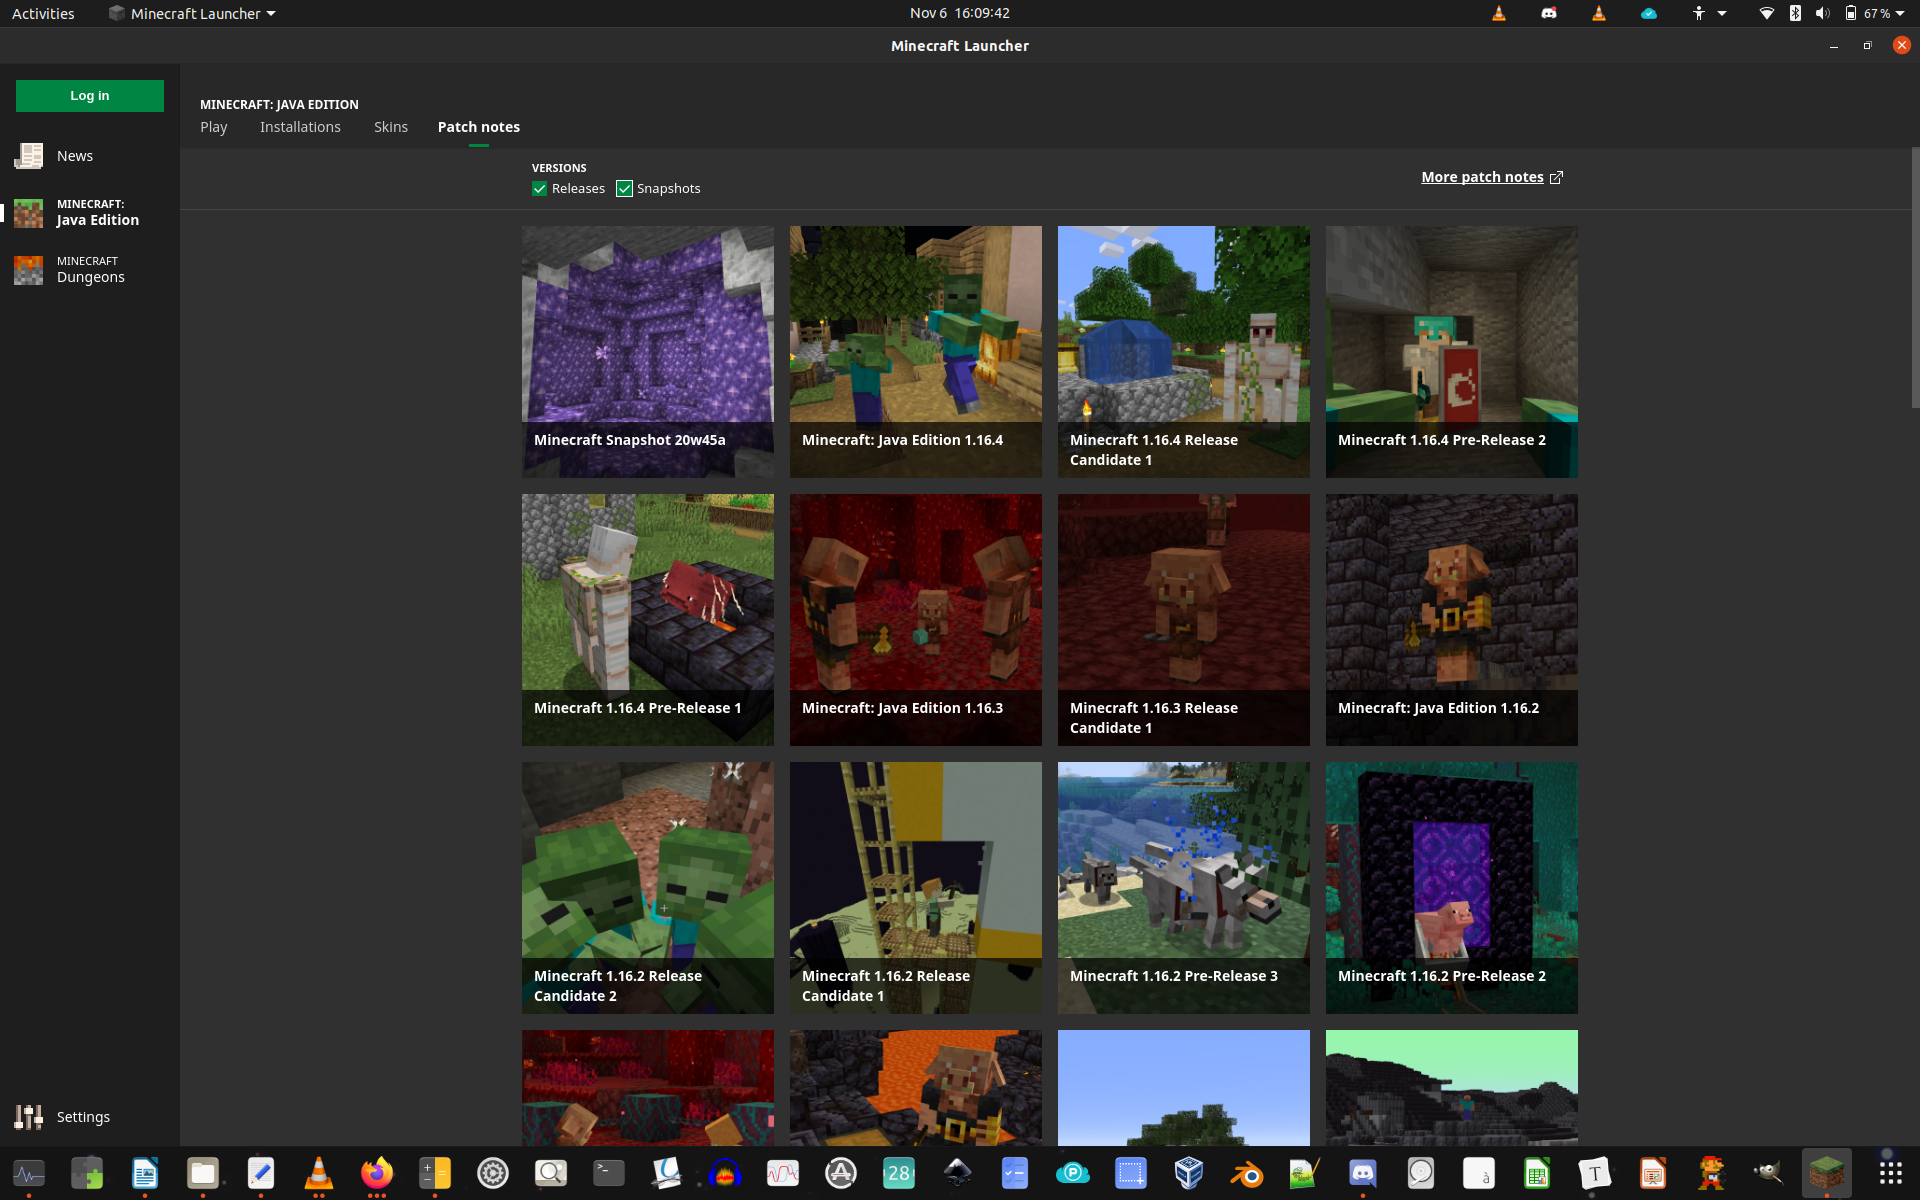 Activities
Minecraft Launcher
Nov 6 16:09:42
67 %
Minecraft Launcher
Log in
News
MINECRAFT:
Java Edition
MINECRAFT
Dungeons
Settings
MINECRAFT: JAVA EDITION
Play Installations Skins Patch notes
VERSIONS
Releases Snapshots
More patch notes
Minecraft Snapshot 20w45a
Minecraft: Java Edition 1.16.4
Minecraft 1.16.4 Release
Candidate 1
Minecraft 1.16.4 Pre-Release 2
Minecraft 1.16.4 Pre-Release 1
Minecraft: Java Edition 1.16.3
Minecraft 1.16.3 Release
Candidate 1
Minecraft: Java Edition 1.16.2
Minecraft 1.16.2 Release
Candidate 2
Minecraft 1.16.2 Release
Candidate 1
Minecraft 1.16.2 Pre-Release 3
Minecraft 1.16.2 Pre-Release 2
28
à
T